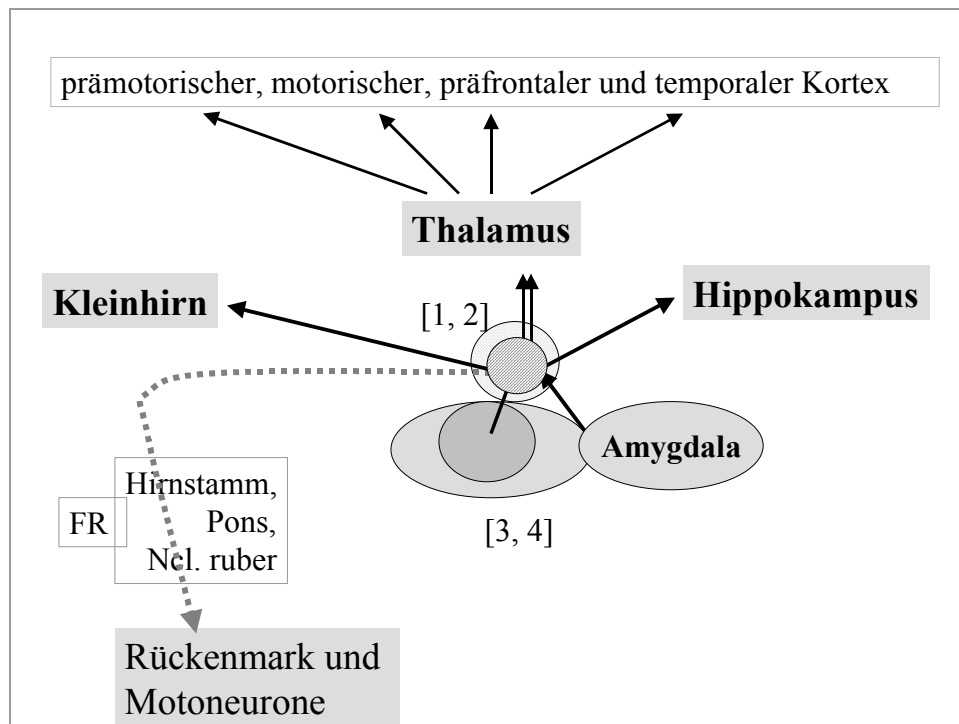 prämotorischer, motorischer, präfrontaler und temporaler Kortex
Thalamus
Kleinhirn
Hippokampus
[1, 2]
Amygdala
Hirnstamm,
FR
Pons,
Ncl. ruber
[3, 4]
Rückenmark und
Motoneurone